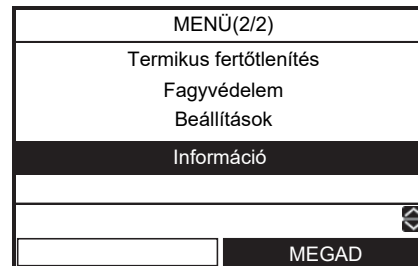 MENÜ(2/2)
Termikus fertőtlenítés
Fagyvédelem
Beállítások
Információ
MEGAD